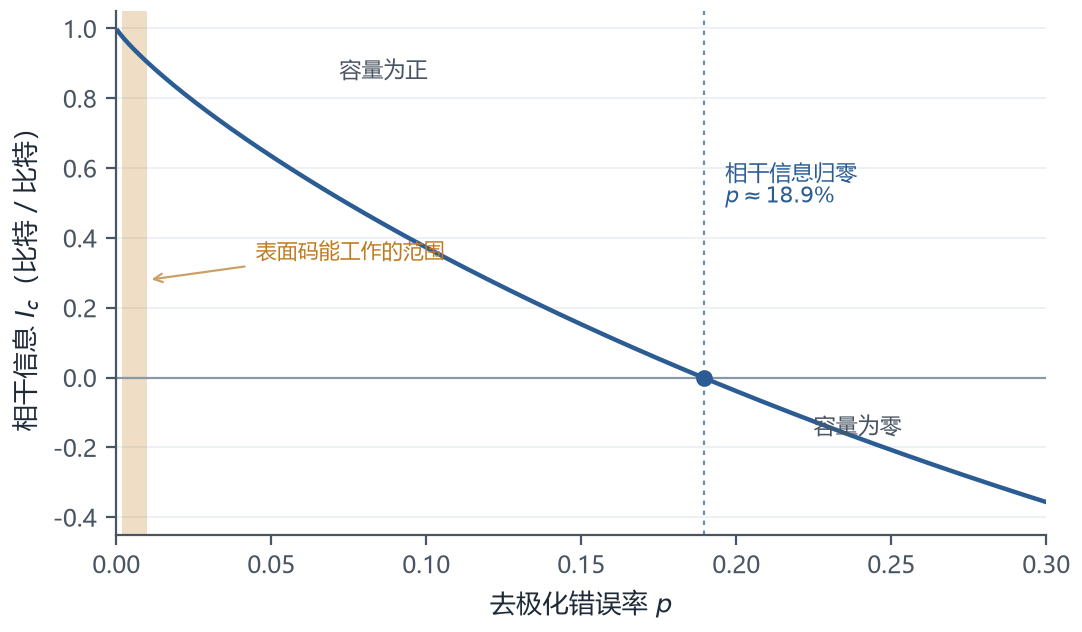 相干信息 Ic（比特 / 比特）
1.0
0.8
0.6
0.4
0.2
0.0
-0.2
-0.4
容量为正
相干信息归零
p ≈ 18.9%
表面码能工作的范围
容量为零
0.00 0.05 0.10 0.15 0.20 0.25 0.30
去极化错误率 p